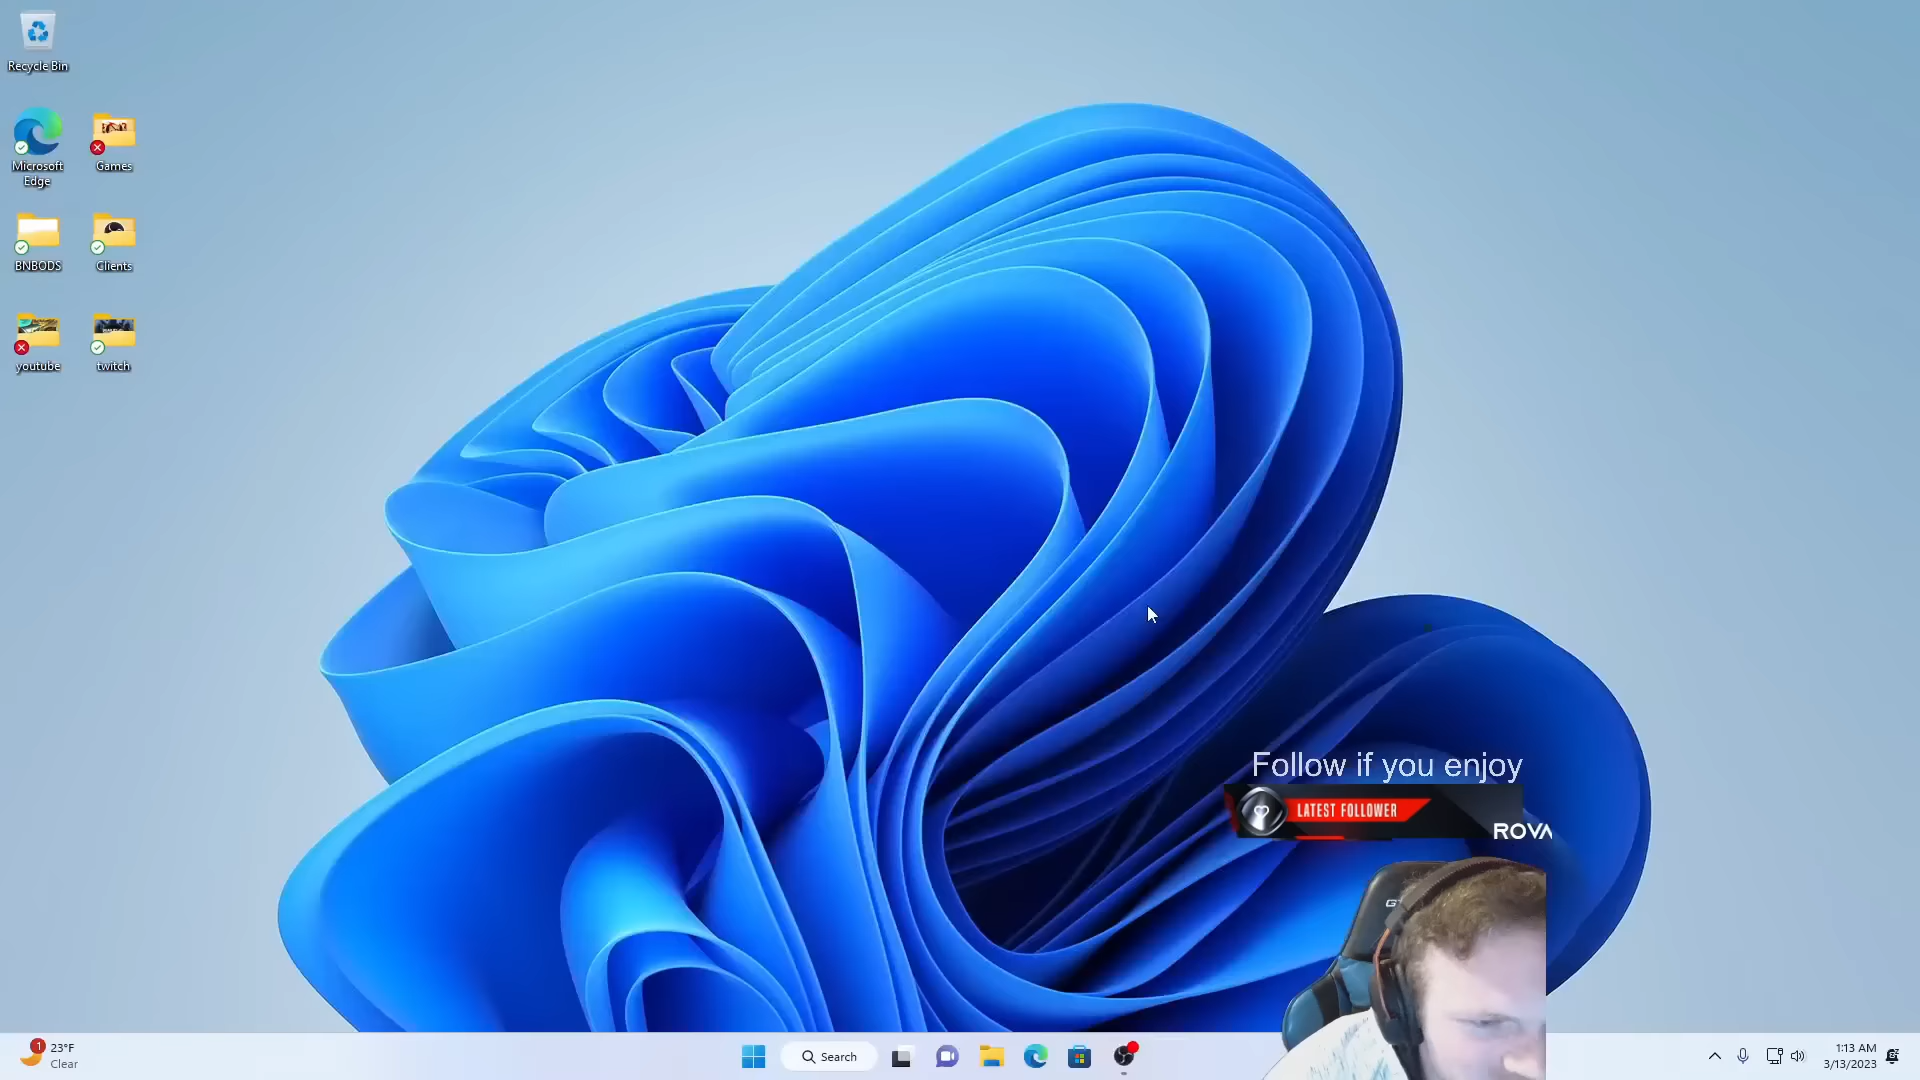 Recycle Bin
Microsoft
Edge
Games
BNBODS
Clients
youtube
twitch
Follow if you enjoy
LATEST FOLLOWER
ROVA
1
23°F
Clear
Search
1:13 AM
3/13/2023